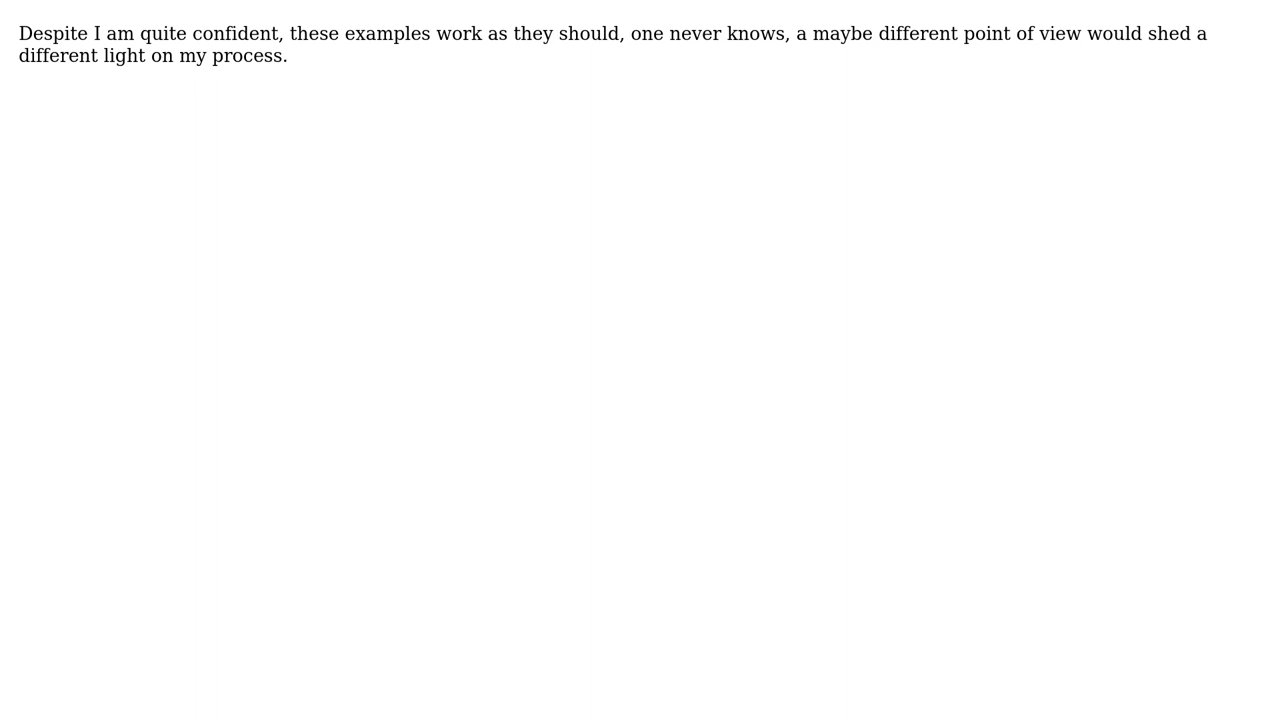 Despite I am quite confident, these examples work as they should, one never knows, a maybe different point of view would shed a
different light on my process.